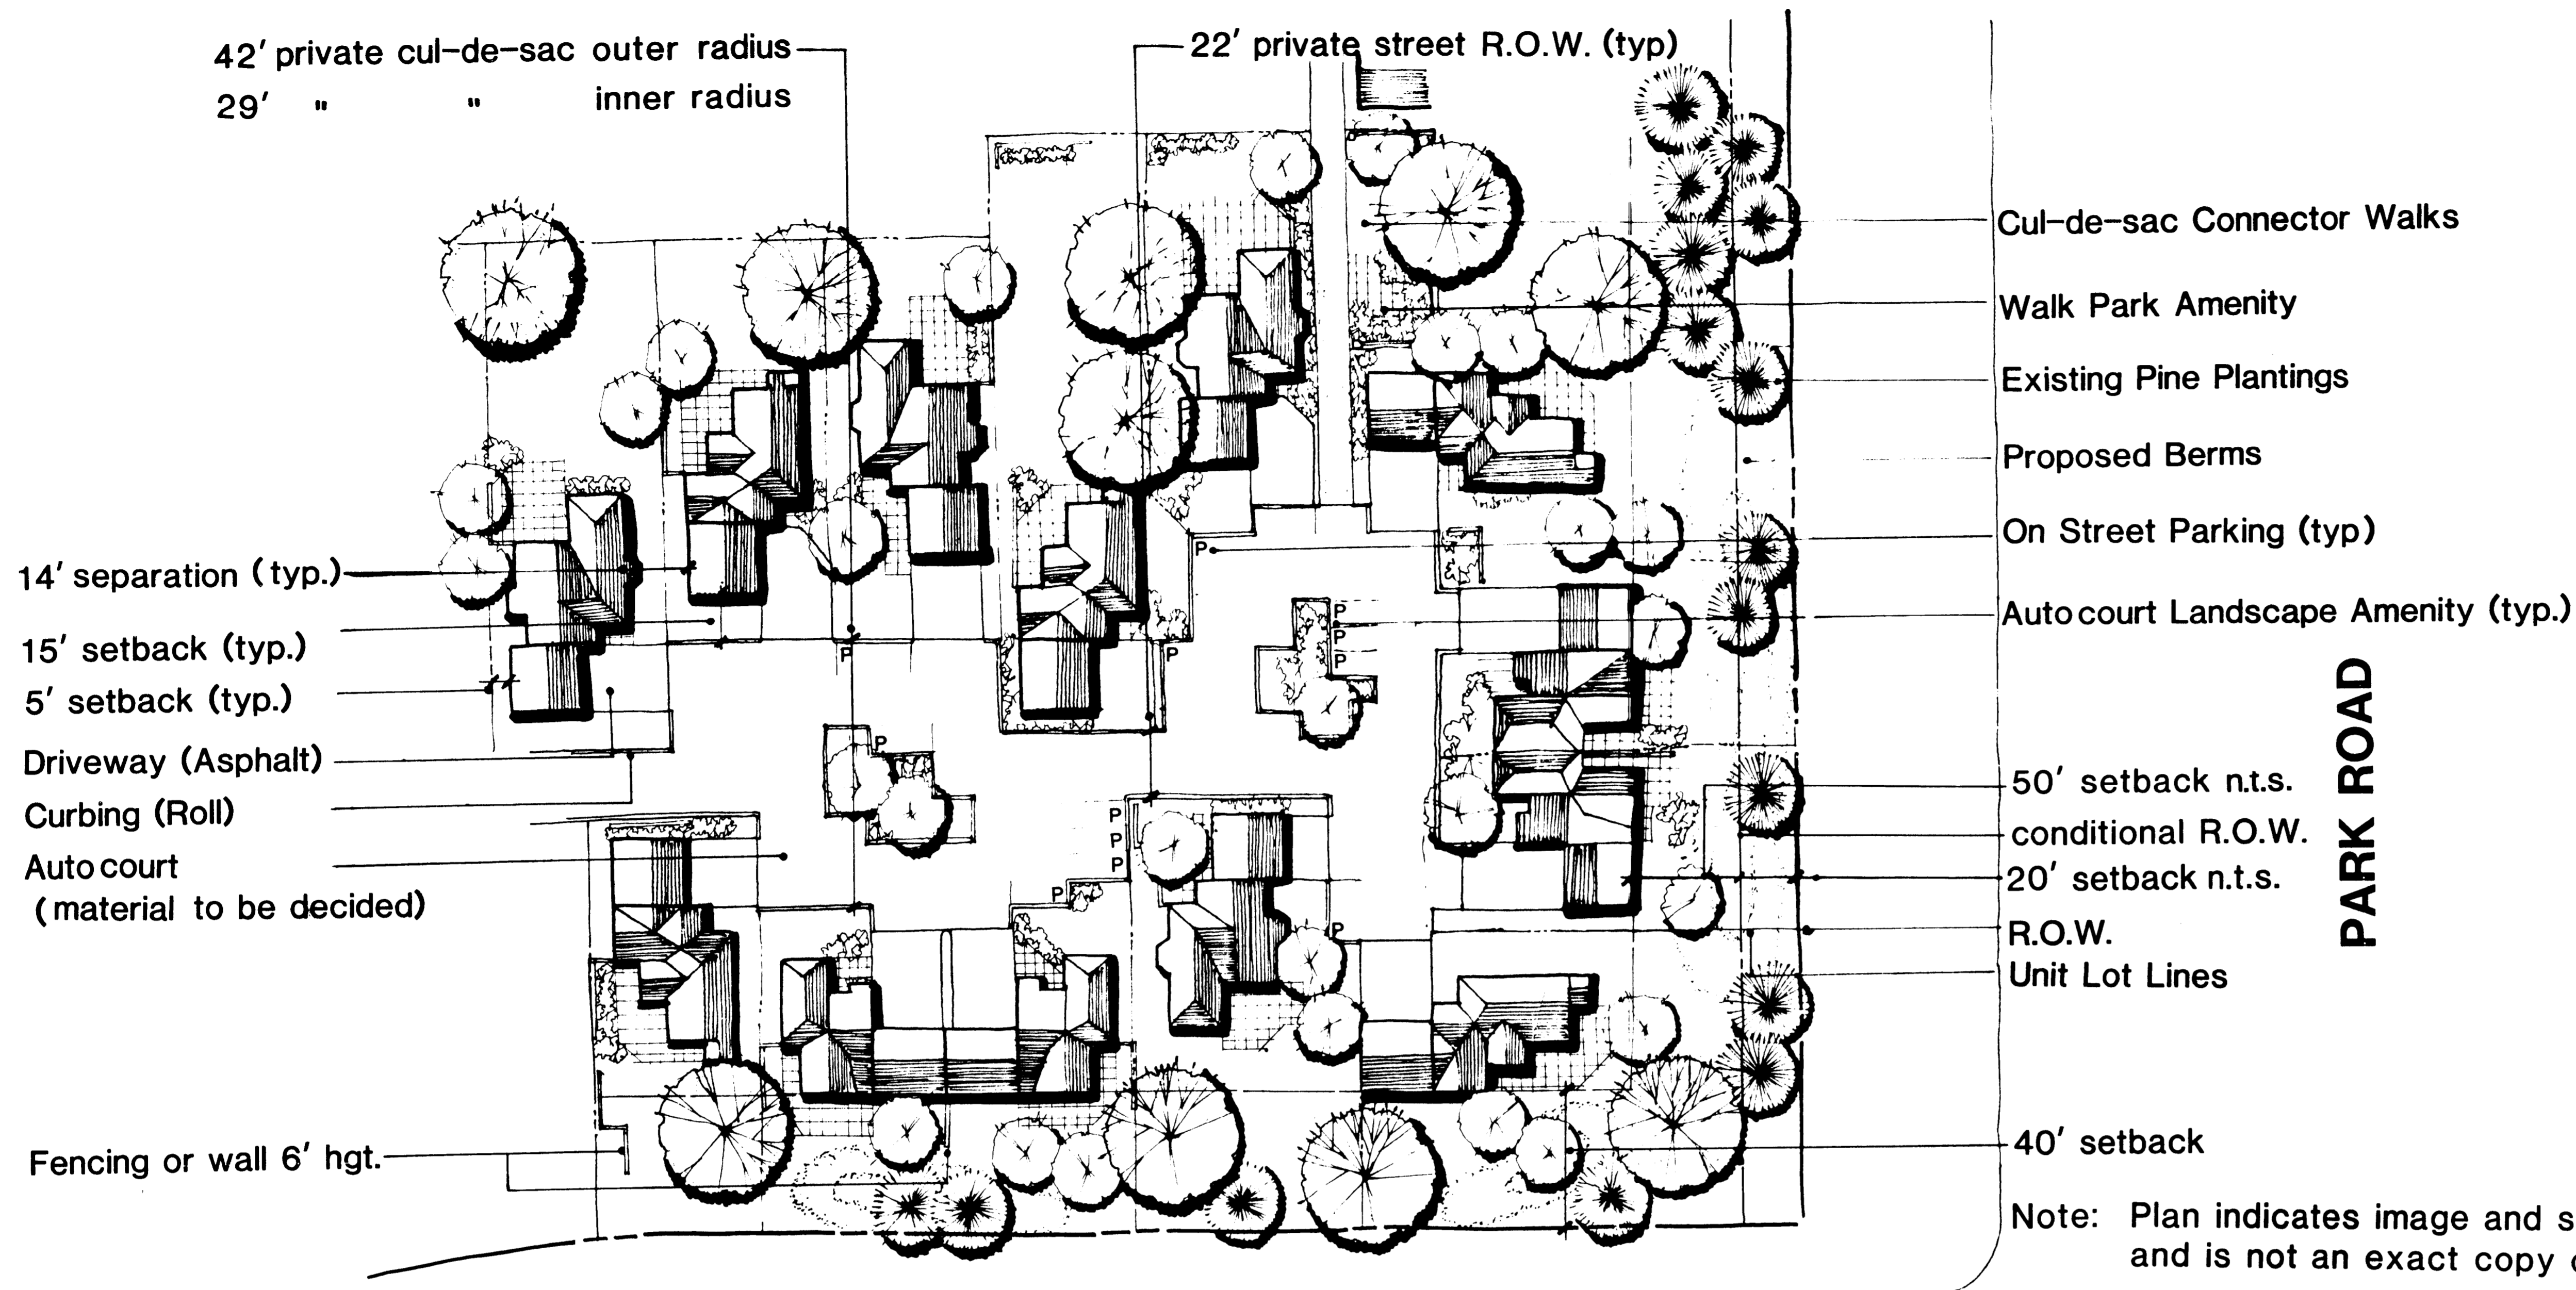 42' private cul-de-sac outer radius
29' " " inner radius
22' private street R.O.W. (typ)
14' separation (typ.)
15' setback (typ.)
5' setback (typ.)
Driveway (Asphalt)
Curbing (Roll)
Autocourt
(material to be decided)
Fencing or wall 6' hgt.
P
P
P
P
P
P
P
P
P
P
P
P
Cul-de-sac Connector Walks
Walk Park Amenity
Existing Pine Plantings
Proposed Berms
On Street Parking (typ)
Autocourt Landscape Amenity (typ.)
50' setback n.t.s.
conditional R.O.W.
20' setback n.t.s.
R.O.W.
Unit Lot Lines
40' setback
PARK ROAD
Note: Plan indicates image and
and is not an exact copy